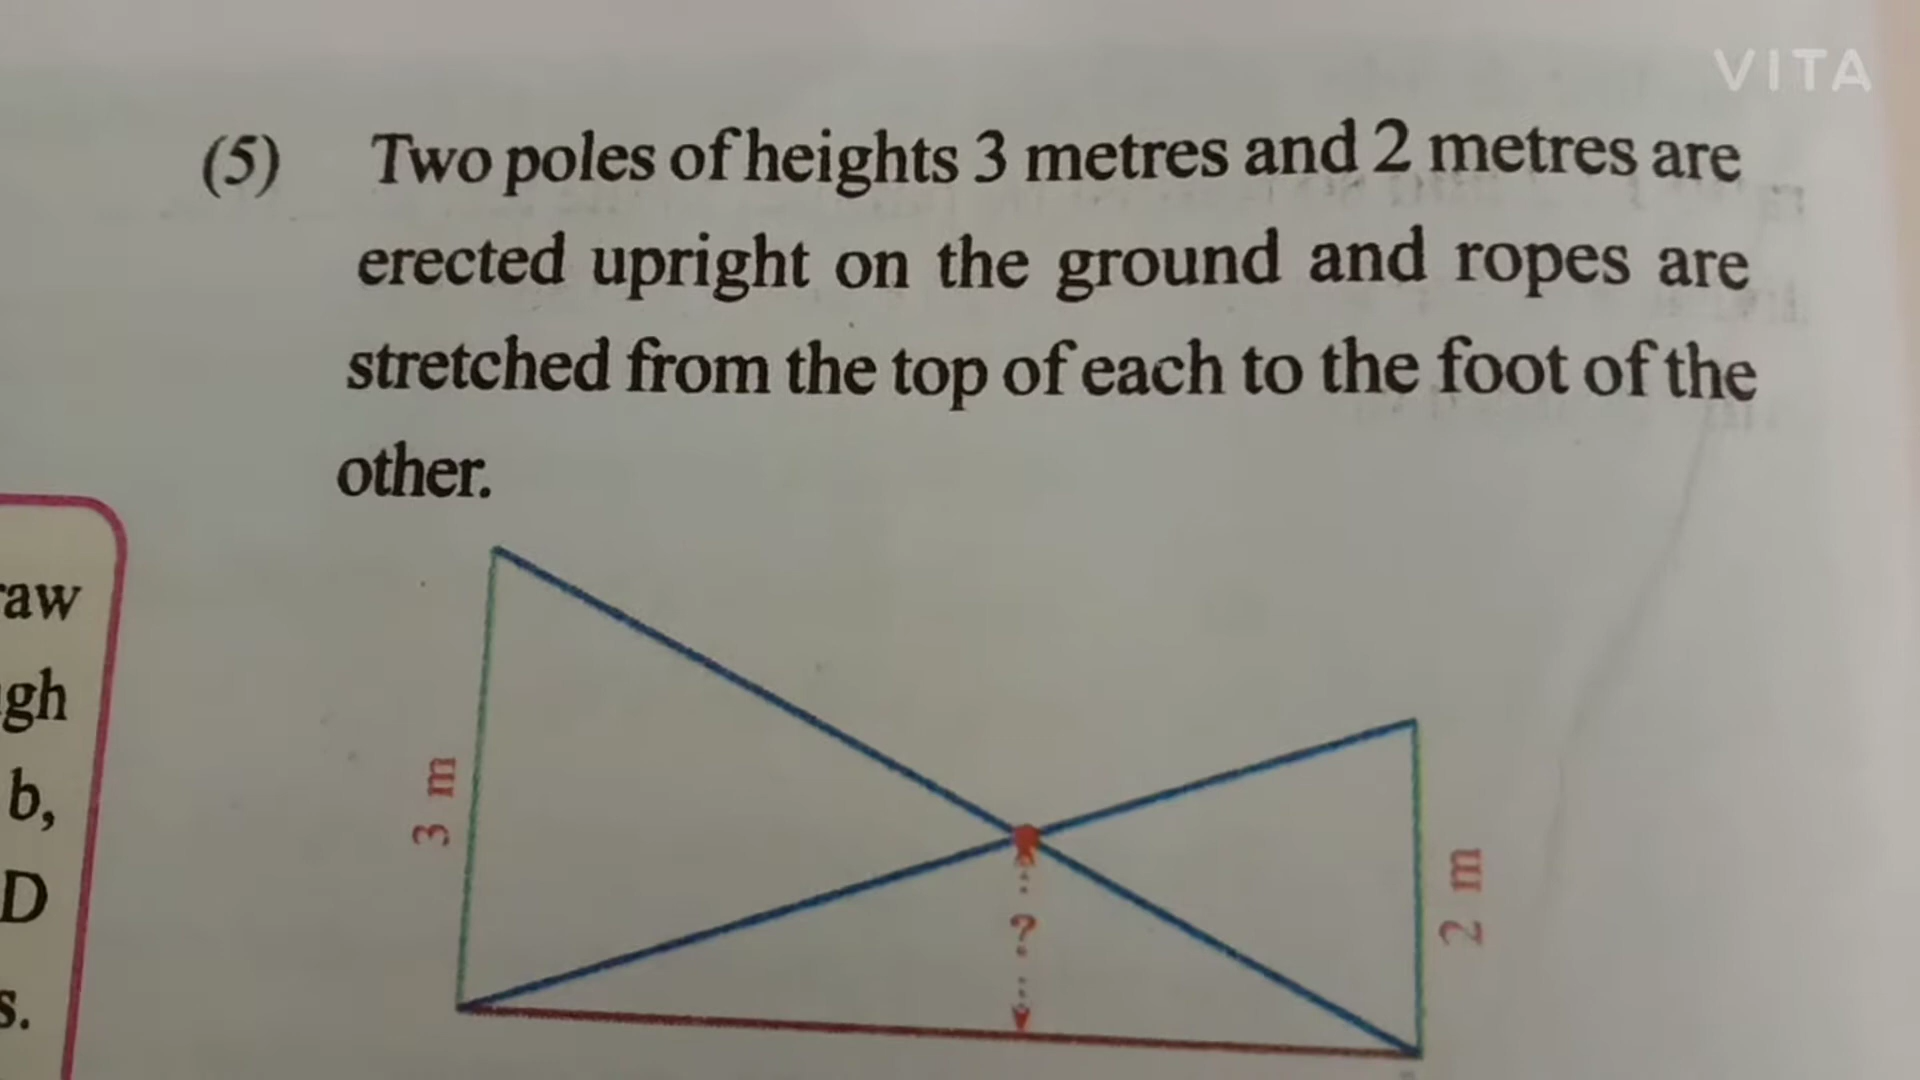 VITA
(5) Two poles of heights 3 metres and 2 metres are
erected upright on the ground and ropes are
stretched from the top of each to the foot of the
other.
raw
gh
b,
D
s.
3 m
?
2 m